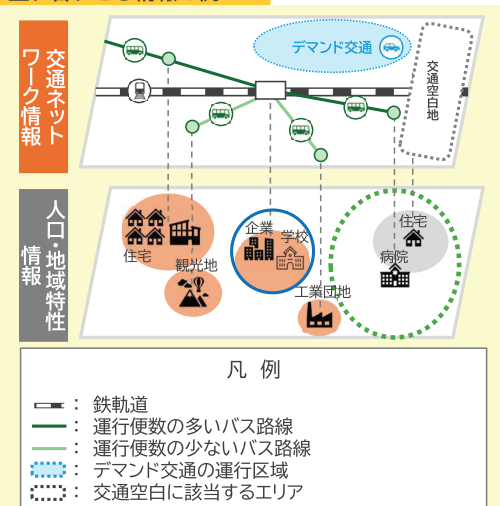 デマンド交通
交通空白地
交通ネット
ワーク情報
人口・地域特性
情報
住宅
観光地
企業
学校
工業団地
住宅
病院
凡 例
： 鉄軌道
： 運行便数の多いバス路線
： 運行便数の少ないバス路線
： デマンド交通の運行区域
： 交通空白に該当するエリア